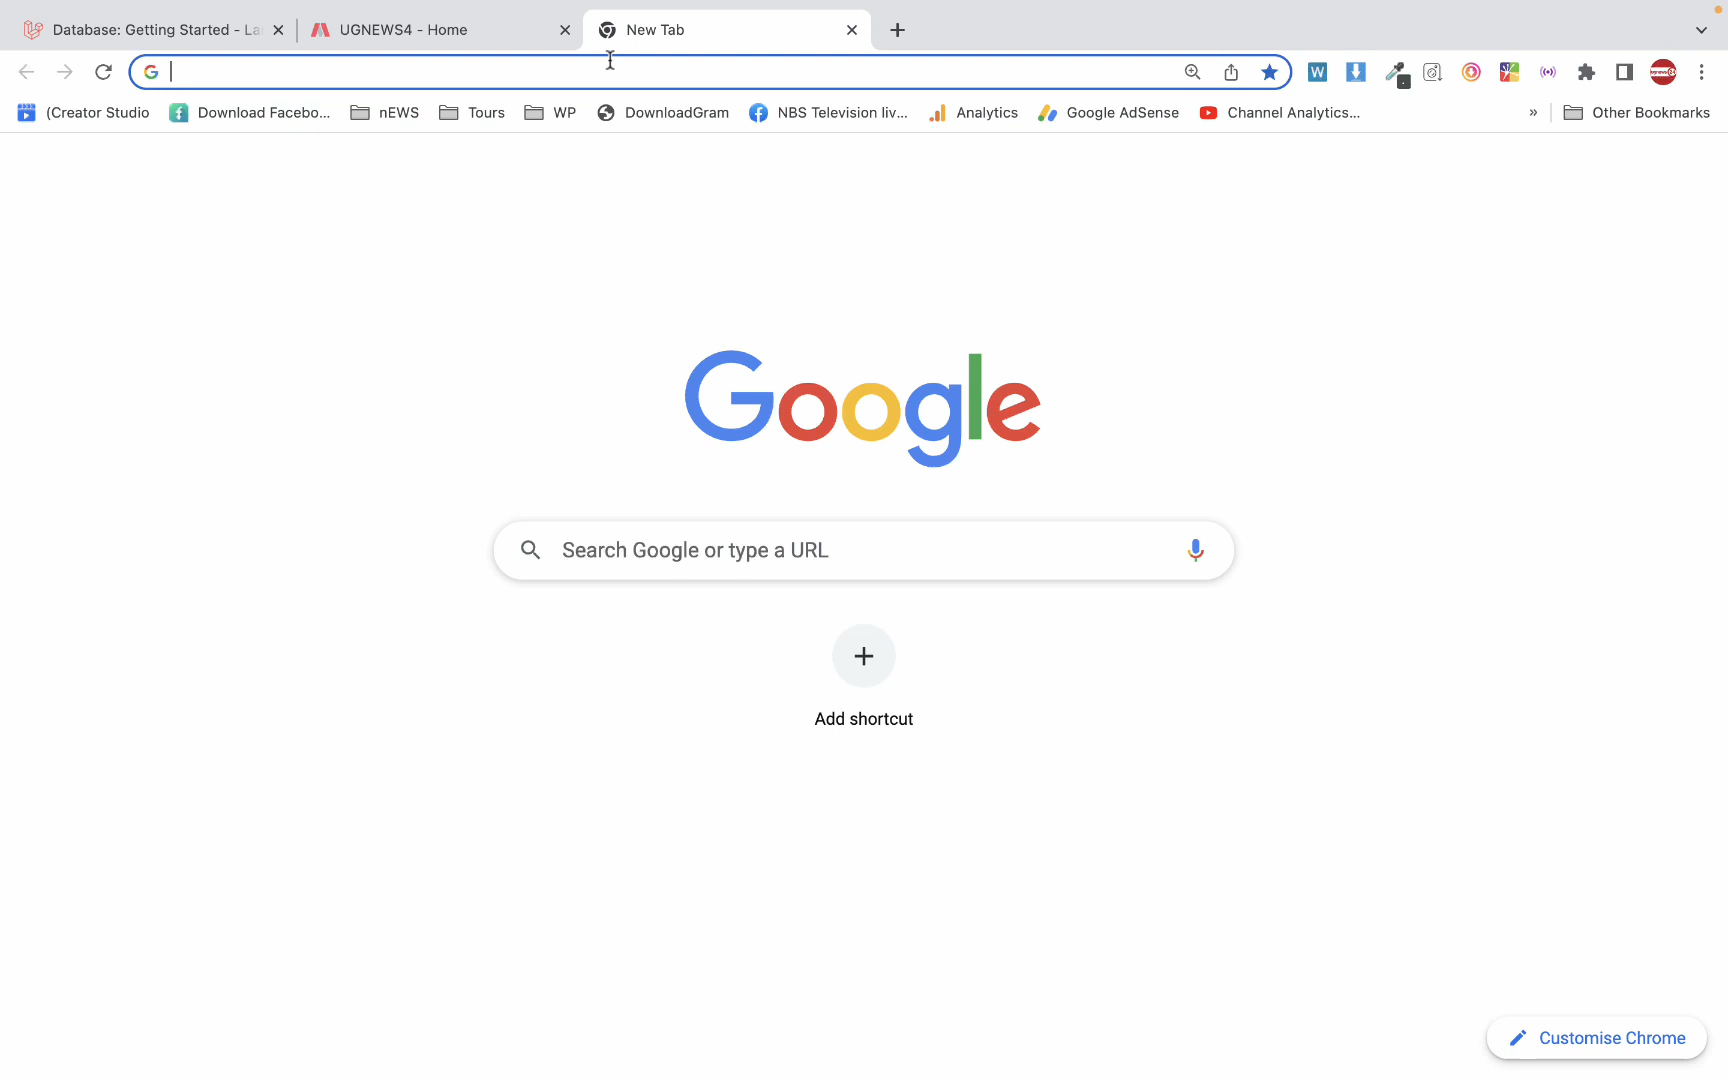 Database: Getting Started - La
UGNEWS4 - Home
New Tab
(Creator Studio
Download Facebo...
nEWS
Tours
WP
DownloadGram
NBS Television liv...
Analytics
Google AdSense
Channel Analytics...
»
Other Bookmarks
Google
Search Google or type a URL
Add shortcut
Customise Chrome